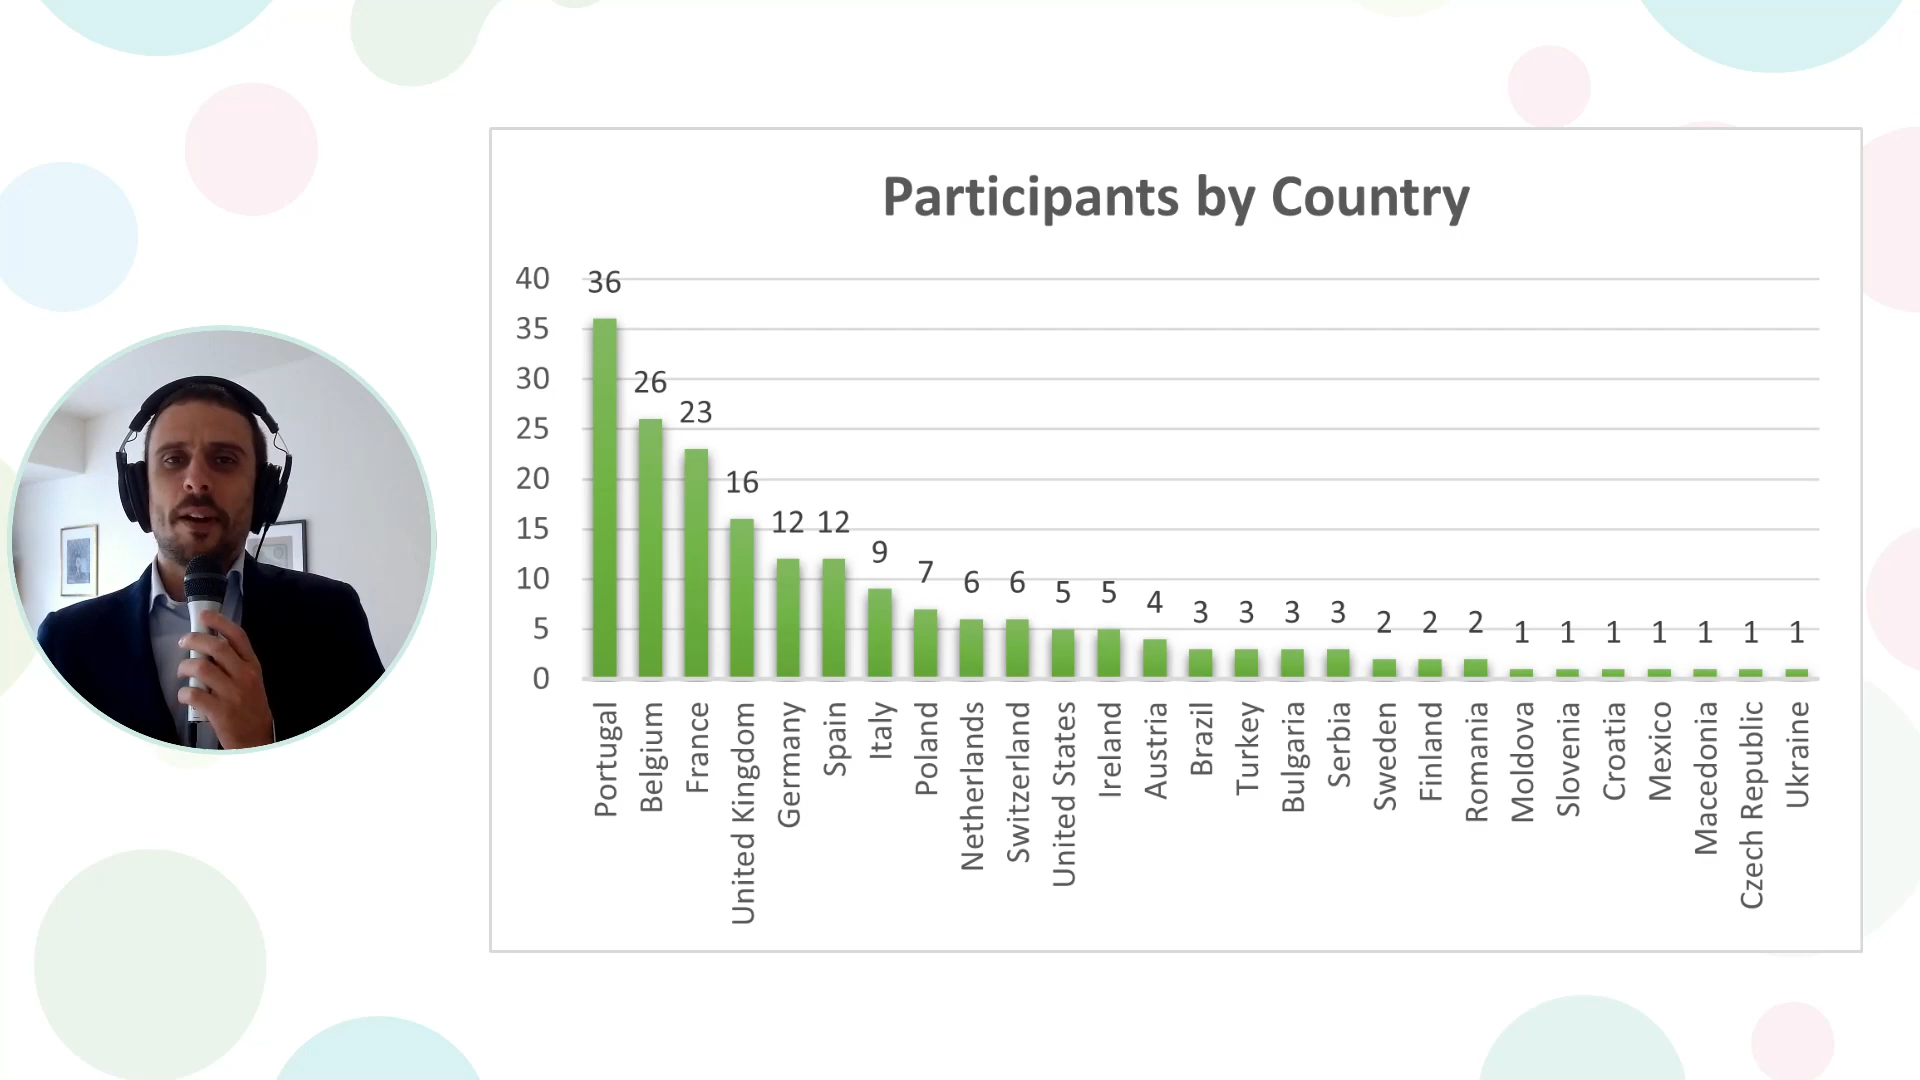 Participants by Country
40
35
30
25
20
15
10
5
0
36
26
23
16
12
12
9
7
6
6
5
5
4
3
3
3
3
2
2
2
1
1
1
1
1
1
1
Portugal
Belgium
France
United Kingdom
Germany
Spain
Italy
Poland
Netherlands
Switzerland
United States
Ireland
Austria
Brazil
Turkey
Bulgaria
Serbia
Sweden
Finland
Romania
Moldova
Slovenia
Croatia
Mexico
Macedonia
Czech Republic
Ukraine